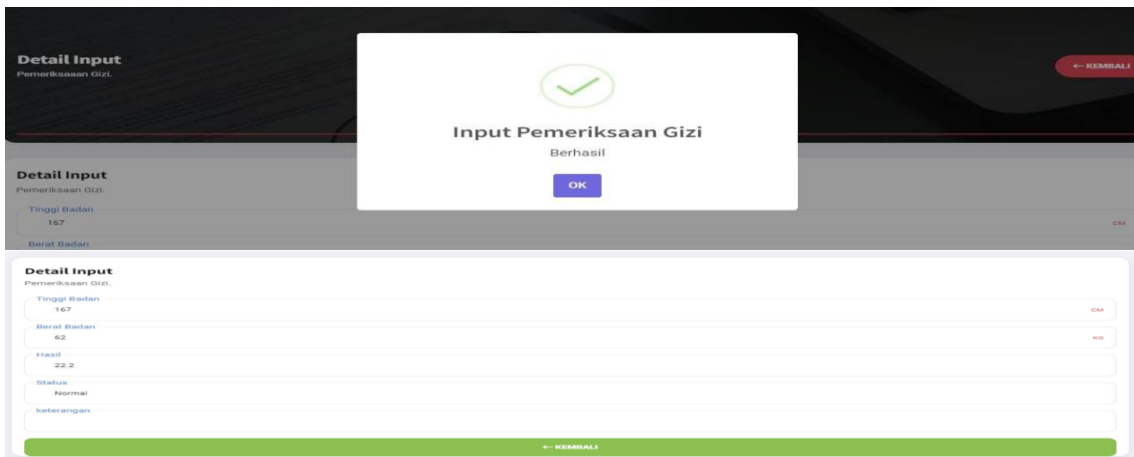 Detail Input
Pemeriksaaan Gizi.
← KEMBALI
Input Pemeriksaan Gizi
Berhasil
OK
Detail Input
Pemeriksaan Gizi.
Tinggi Badan
167
CM
Berat Badan
Detail Input
Pemeriksaan Gizi.
Tinggi Badan
167
CM
Berat Badan
62
KG
Hasil
22.2
Status
Normal
keterangan
← KEMBALI